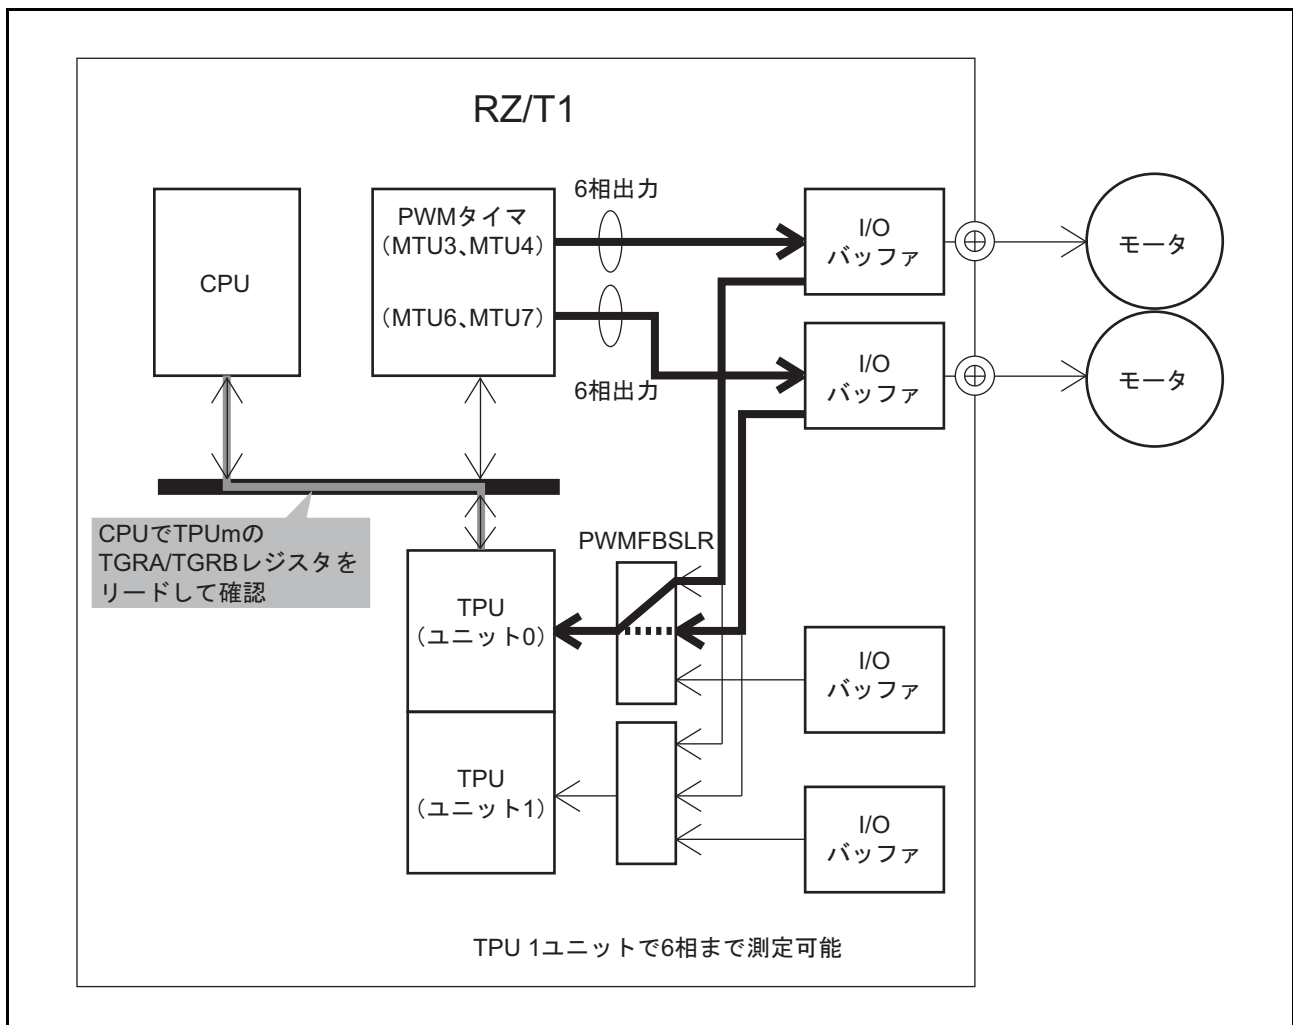 RZ/T1
6相出力
PWMタイマ
（MTU3、MTU4）
I/O
バッファ
モータ
CPU
（MTU6、MTU7）
6相出力
I/O
バッファ
モータ
CPUでTPUmの
TGRA/TGRBレジスタを
リードして確認
PWMFBSLR
TPU
（ユニット0）
I/O
バッファ
TPU
（ユニット1）
I/O
バッファ
TPU 1ユニットで6相まで測定可能